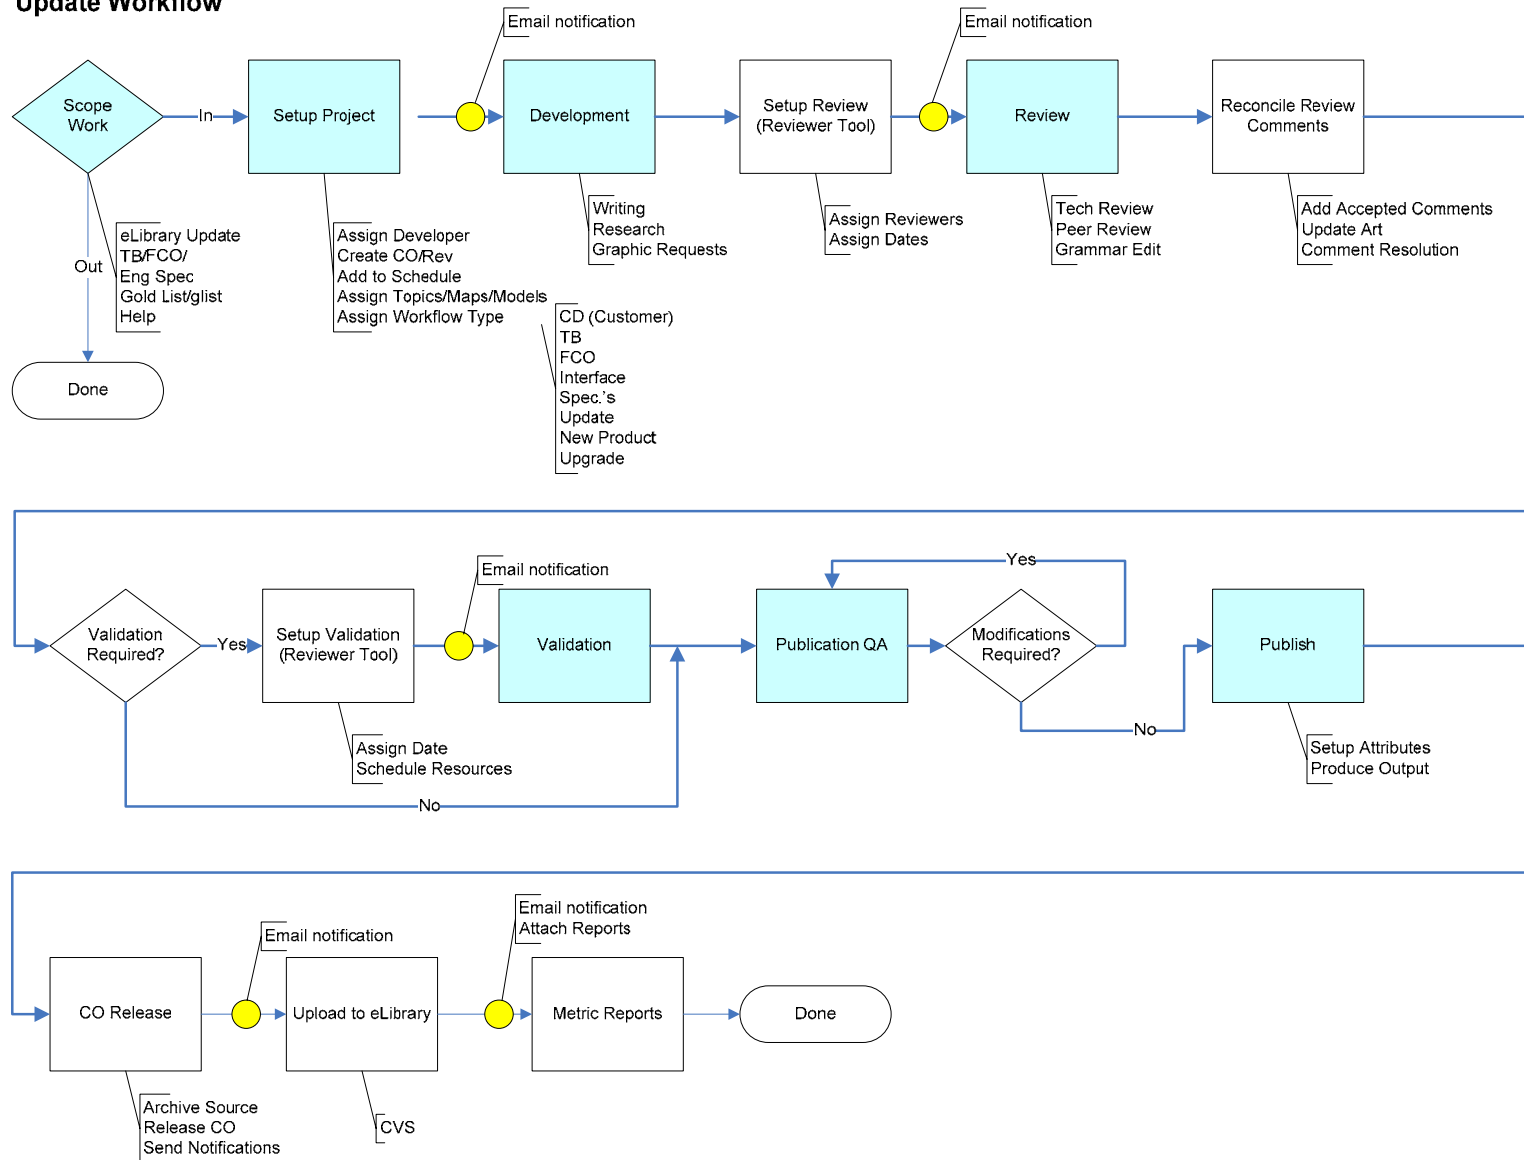 Update Workflow
Email notification
Email notification
Scope
Work
In
Setup Project
Development
Setup Review
(Reviewer Tool)
Review
Reconcile Review
Comments
Out
eLibrary Update
TB/FCO/
Eng Spec
Gold List/glist
Help
Assign Developer
Create CO/Rev
Add to Schedule
Assign Topics/Maps/Models
Assign Workflow Type
Writing
Research
Graphic Requests
Assign Reviewers
Assign Dates
Tech Review
Peer Review
Grammar Edit
Add Accepted Comments
Update Art
Comment Resolution
CD (Customer)
TB
FCO
Interface
Spec.'s
Update
New Product
Upgrade
Done
Email notification
Yes
Validation
Required?
Yes
Setup Validation
(Reviewer Tool)
Validation
Publication QA
Modifications
Required?
Publish
No
Assign Date
Schedule Resources
Setup Attributes
Produce Output
No
Email notification
Email notification
Attach Reports
CO Release
Upload to eLibrary
Metric Reports
Done
Archive Source
Release CO
Send Notifications
CVS